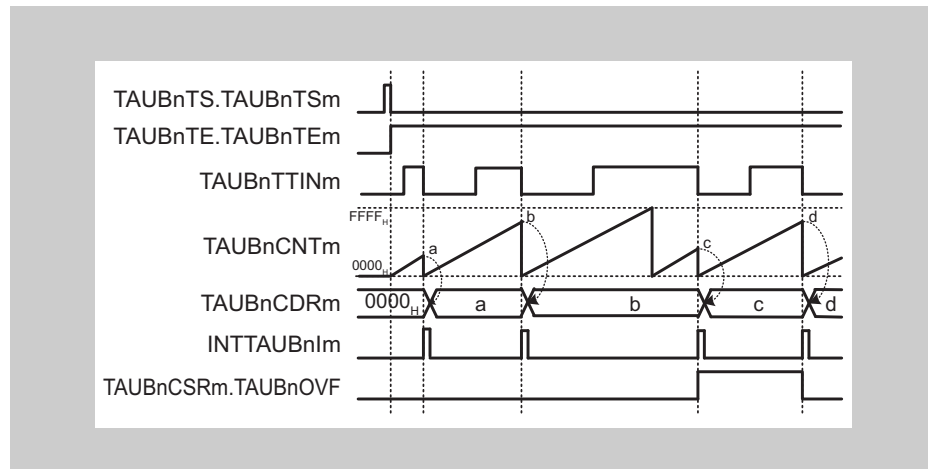 TAUBnTS.TAUBnTSm
TAUBnTE.TAUBnTEm
TAUBnTTINm
FFFFH
TAUBnCNTm
0000H
a
b
c
d
TAUBnCDRm
0000H
a
b
c
d
INTTAUBnIm
TAUBnCSRm.TAUBnOVF